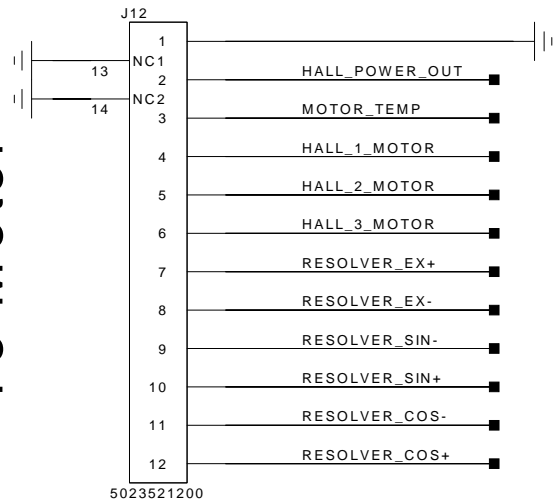 J12
1
13 NC1
2 HALL_POWER_OUT
14 NC2
3 MOTOR_TEMP
4 HALL_1_MOTOR
5 HALL_2_MOTOR
6 HALL_3_MOTOR
7 RESOLVER_EX+
8 RESOLVER_EX-
9 RESOLVER_SIN-
10 RESOLVER_SIN+
11 RESOLVER_COS-
12 RESOLVER_COS+
5023521200